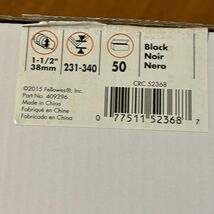 1-1/2"
38mm
231-340
50
Black
Noir
Nero
CRC 52368
©2015 Fellowes®, Inc.
Part No. 409296
Made in China
Fabriqué en Chine
Fabricado en China
0 77511 52368 7